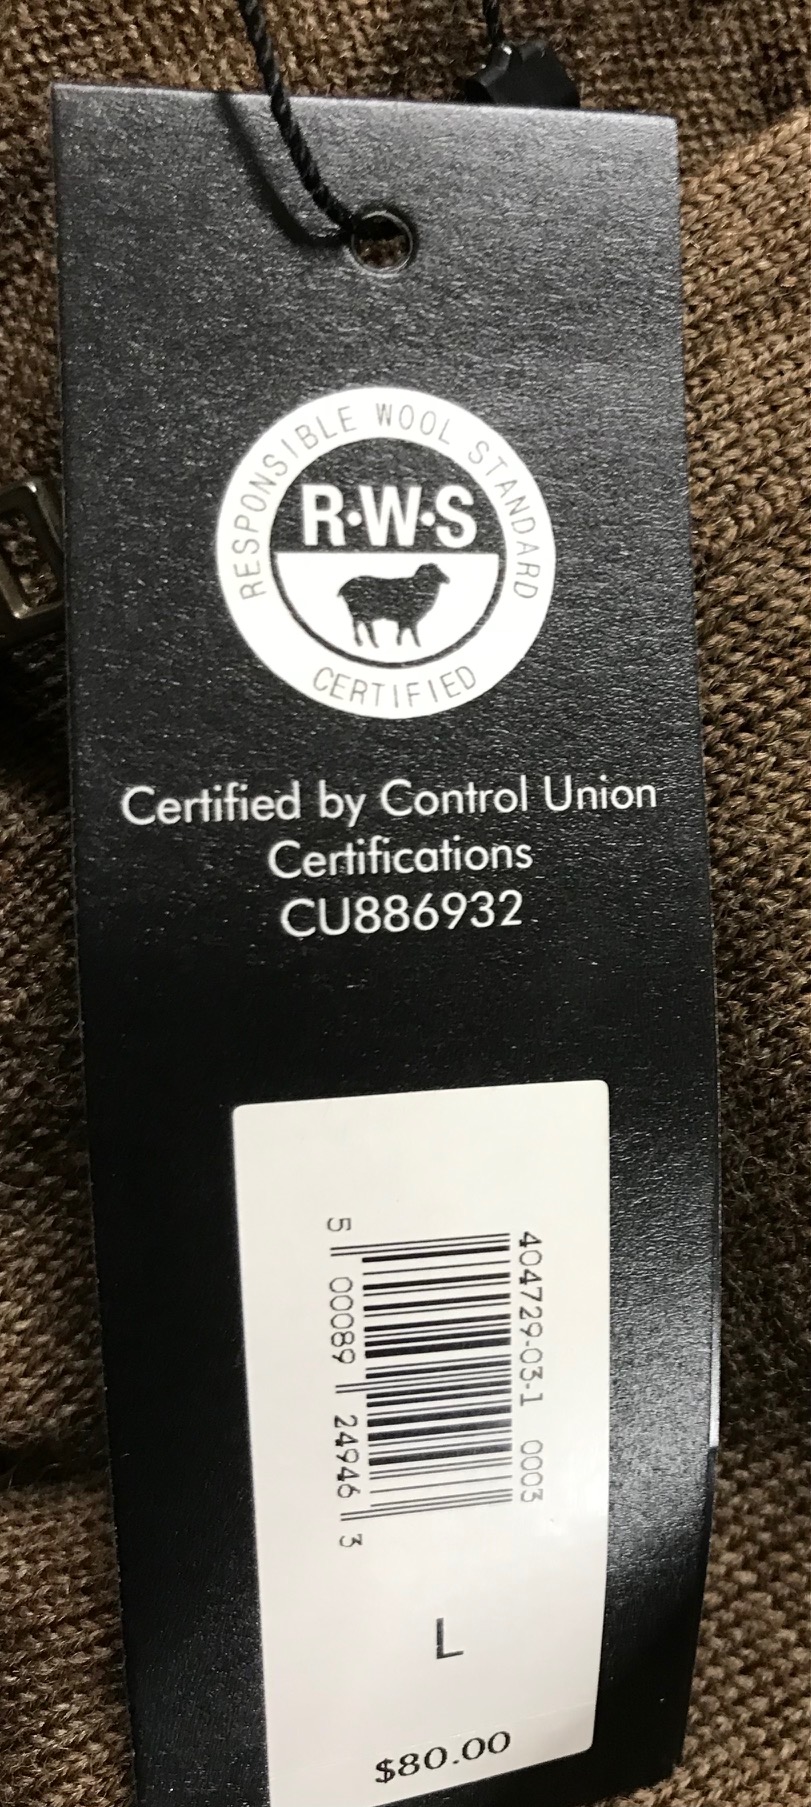 RESPONSIBLE WOOL STANDARD
R·W·S
CERTIFIED
Certified by Control Union
Certifications
CU886932
404729-03-1 0003
5 00089 24946 3
L
$80.00